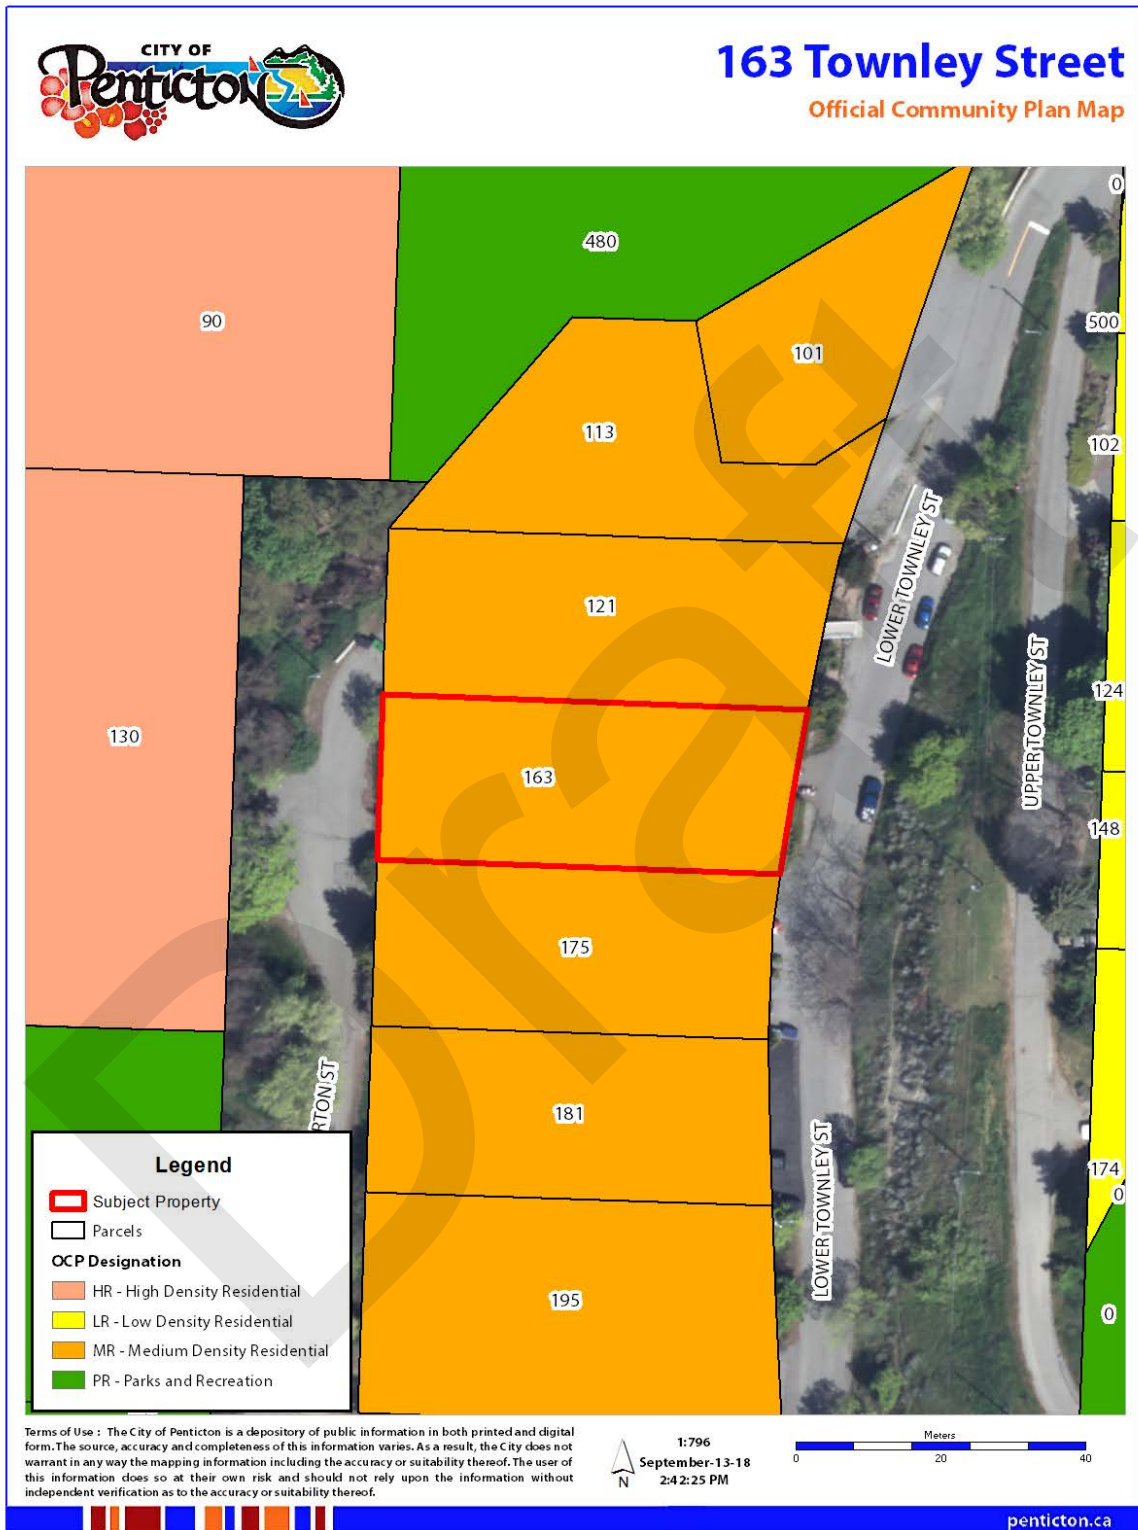 CITY OF
Penticton
163 Townley Street
Official Community Plan Map
0
480
90
500
101
113
102
LOWER TOWNLEY ST
121
UPPER TOWNLEY ST
124
130
163
148
175
RTON ST
181
LOWER TOWNLEY ST
174
0
195
0
Draft
Legend
Subject Property
Parcels
OCP Designation
HR - High Density Residential
LR - Low Density Residential
MR - Medium Density Residential
PR - Parks and Recreation
Terms of Use : The City of Penticton is a depository of public information in both printed and digital
form. The source, accuracy and completeness of this information varies. As a result, the City does not
warrant in any way the mapping information including the accuracy or suitability thereof. The user of
this information does so at their own risk and should not rely upon the information without
independent verification as to the accuracy or suitability thereof.
N
1:796
September-13-18
2:42:25 PM
Meters
0 20 40
penticton.ca